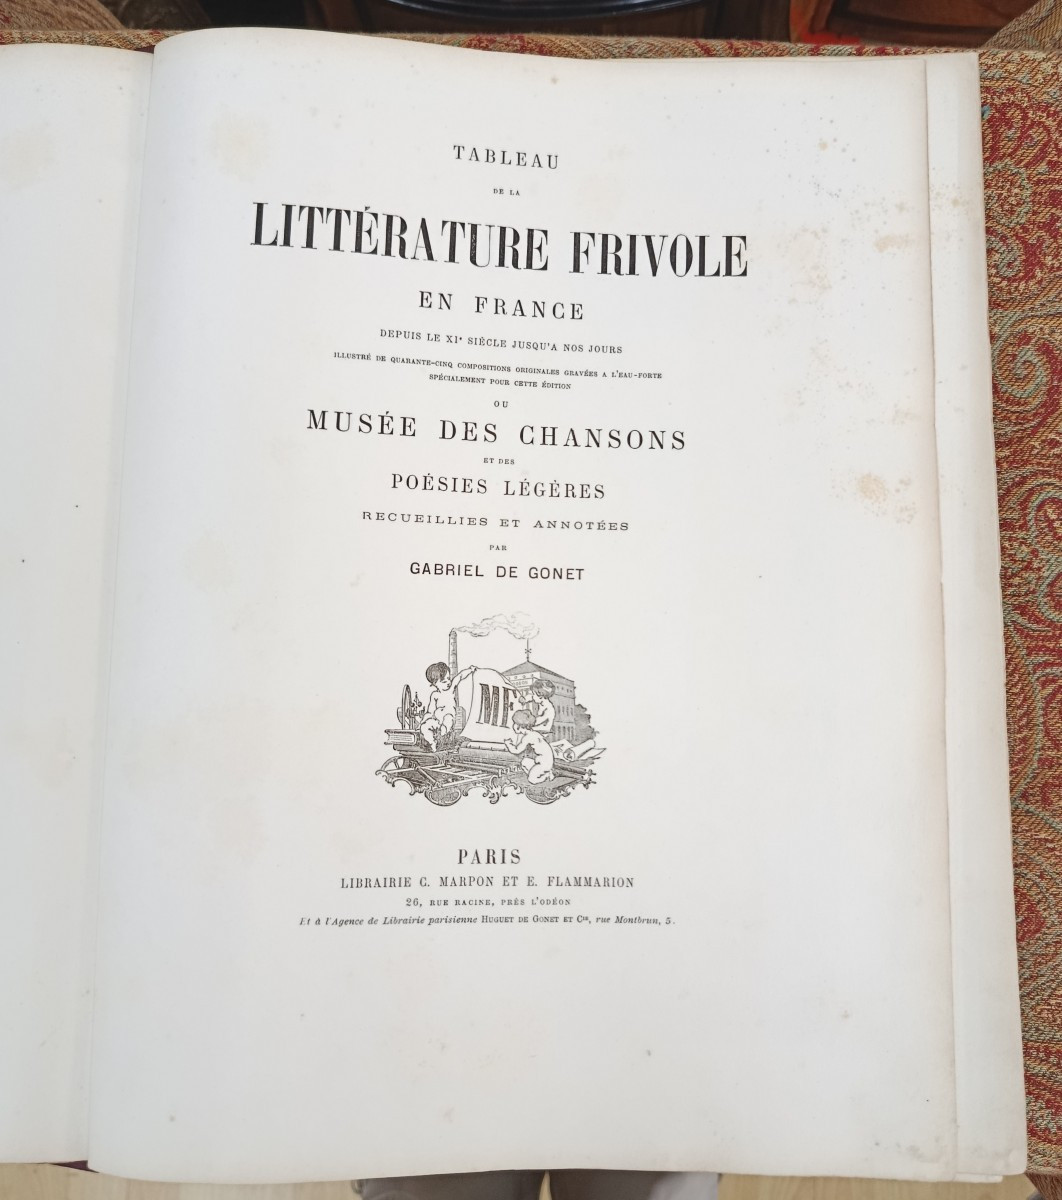 TABLEAU
DE LA
LITTÉRATURE FRIVOLE
EN FRANCE
DEPUIS LE XIe SIÈCLE JUSQU'A NOS JOURS
ILLUSTRÉ DE QUARANTE-CINQ COMPOSITIONS ORIGINALES GRAVÉES A L'EAU-FORTE
SPÉCIALEMENT POUR CETTE ÉDITION
OU
MUSÉE DES CHANSONS
ET DES
POÉSIES LÉGÈRES
RECUEILLIES ET ANNOTÉES
PAR
GABRIEL DE GONET
MF
PARIS
LIBRAIRIE C. MARPON ET E. FLAMMARION
26, RUE RACINE, PRÈS L'ODÉON
Et à l'Agence de Librairie parisienne HUGUET DE GONET ET Cie, rue Montbrun, 5.